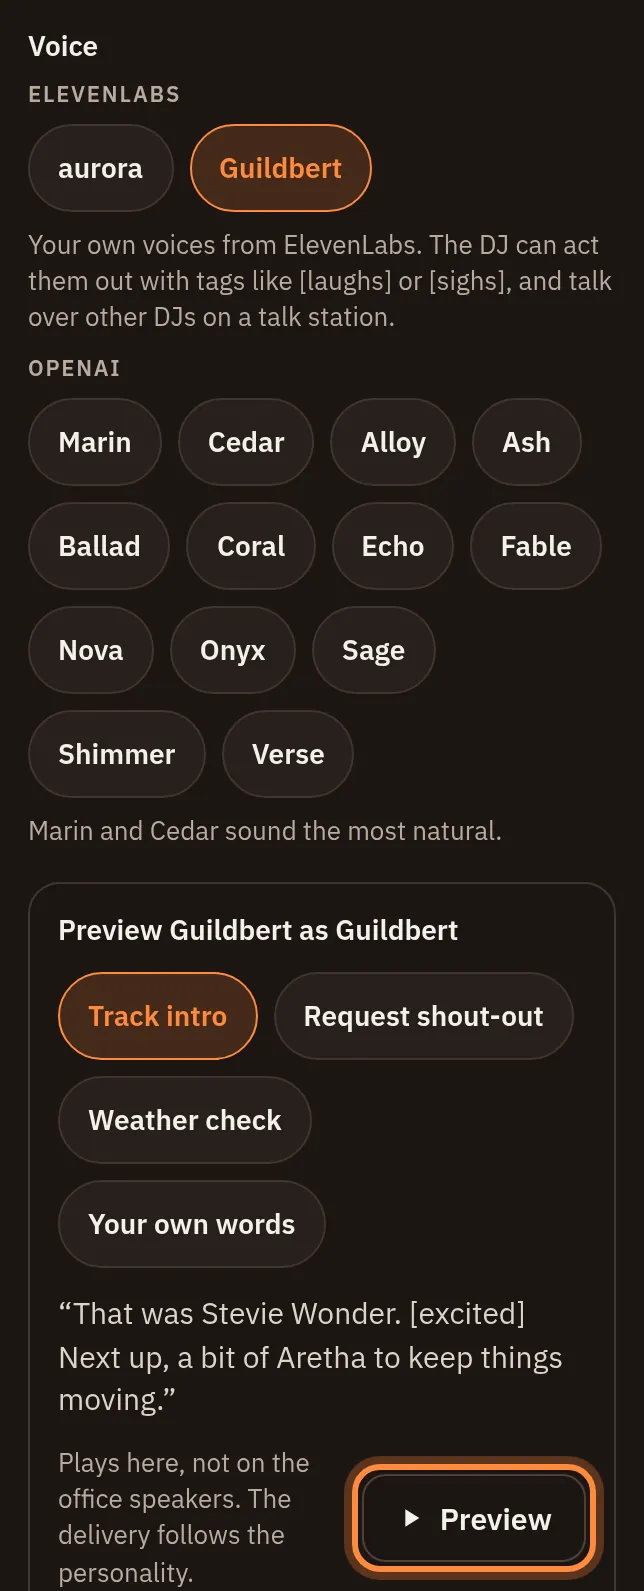 Voice
ELEVENLABS
aurora
Guildbert
Your own voices from ElevenLabs. The DJ can act
them out with tags like [laughs] or [sighs], and talk
over other DJs on a talk station.
OPENAI
Marin
Cedar
Alloy
Ash
Ballad
Coral
Echo
Fable
Nova
Onyx
Sage
Shimmer
Verse
Marin and Cedar sound the most natural.
Preview Guildbert as Guildbert
Track intro
Request shout-out
Weather check
Your own words
“That was Stevie Wonder. [excited]
Next up, a bit of Aretha to keep things
moving.”
Plays here, not on the
office speakers. The
delivery follows the
personality.
Preview